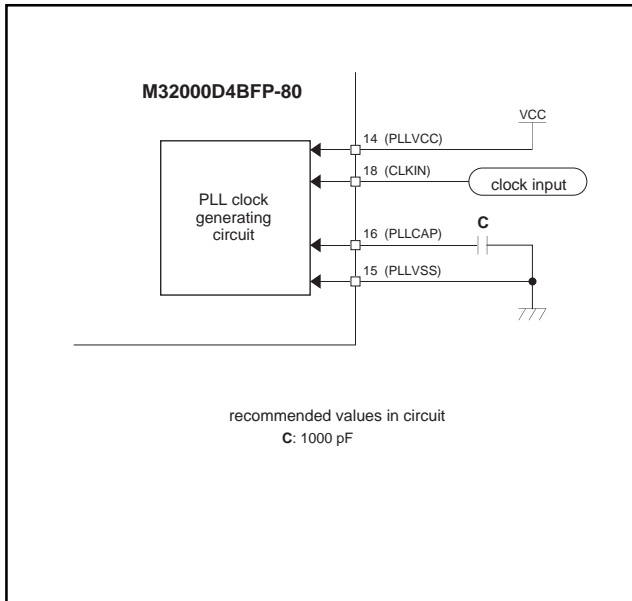 M32000D4BFP-80
VCC
14 (PLLVCC)
18 (CLKIN)
clock input
PLL clock
generating
circuit
C
16 (PLLCAP)
15 (PLLVSS)
recommended values in circuit
C: 1000 pF